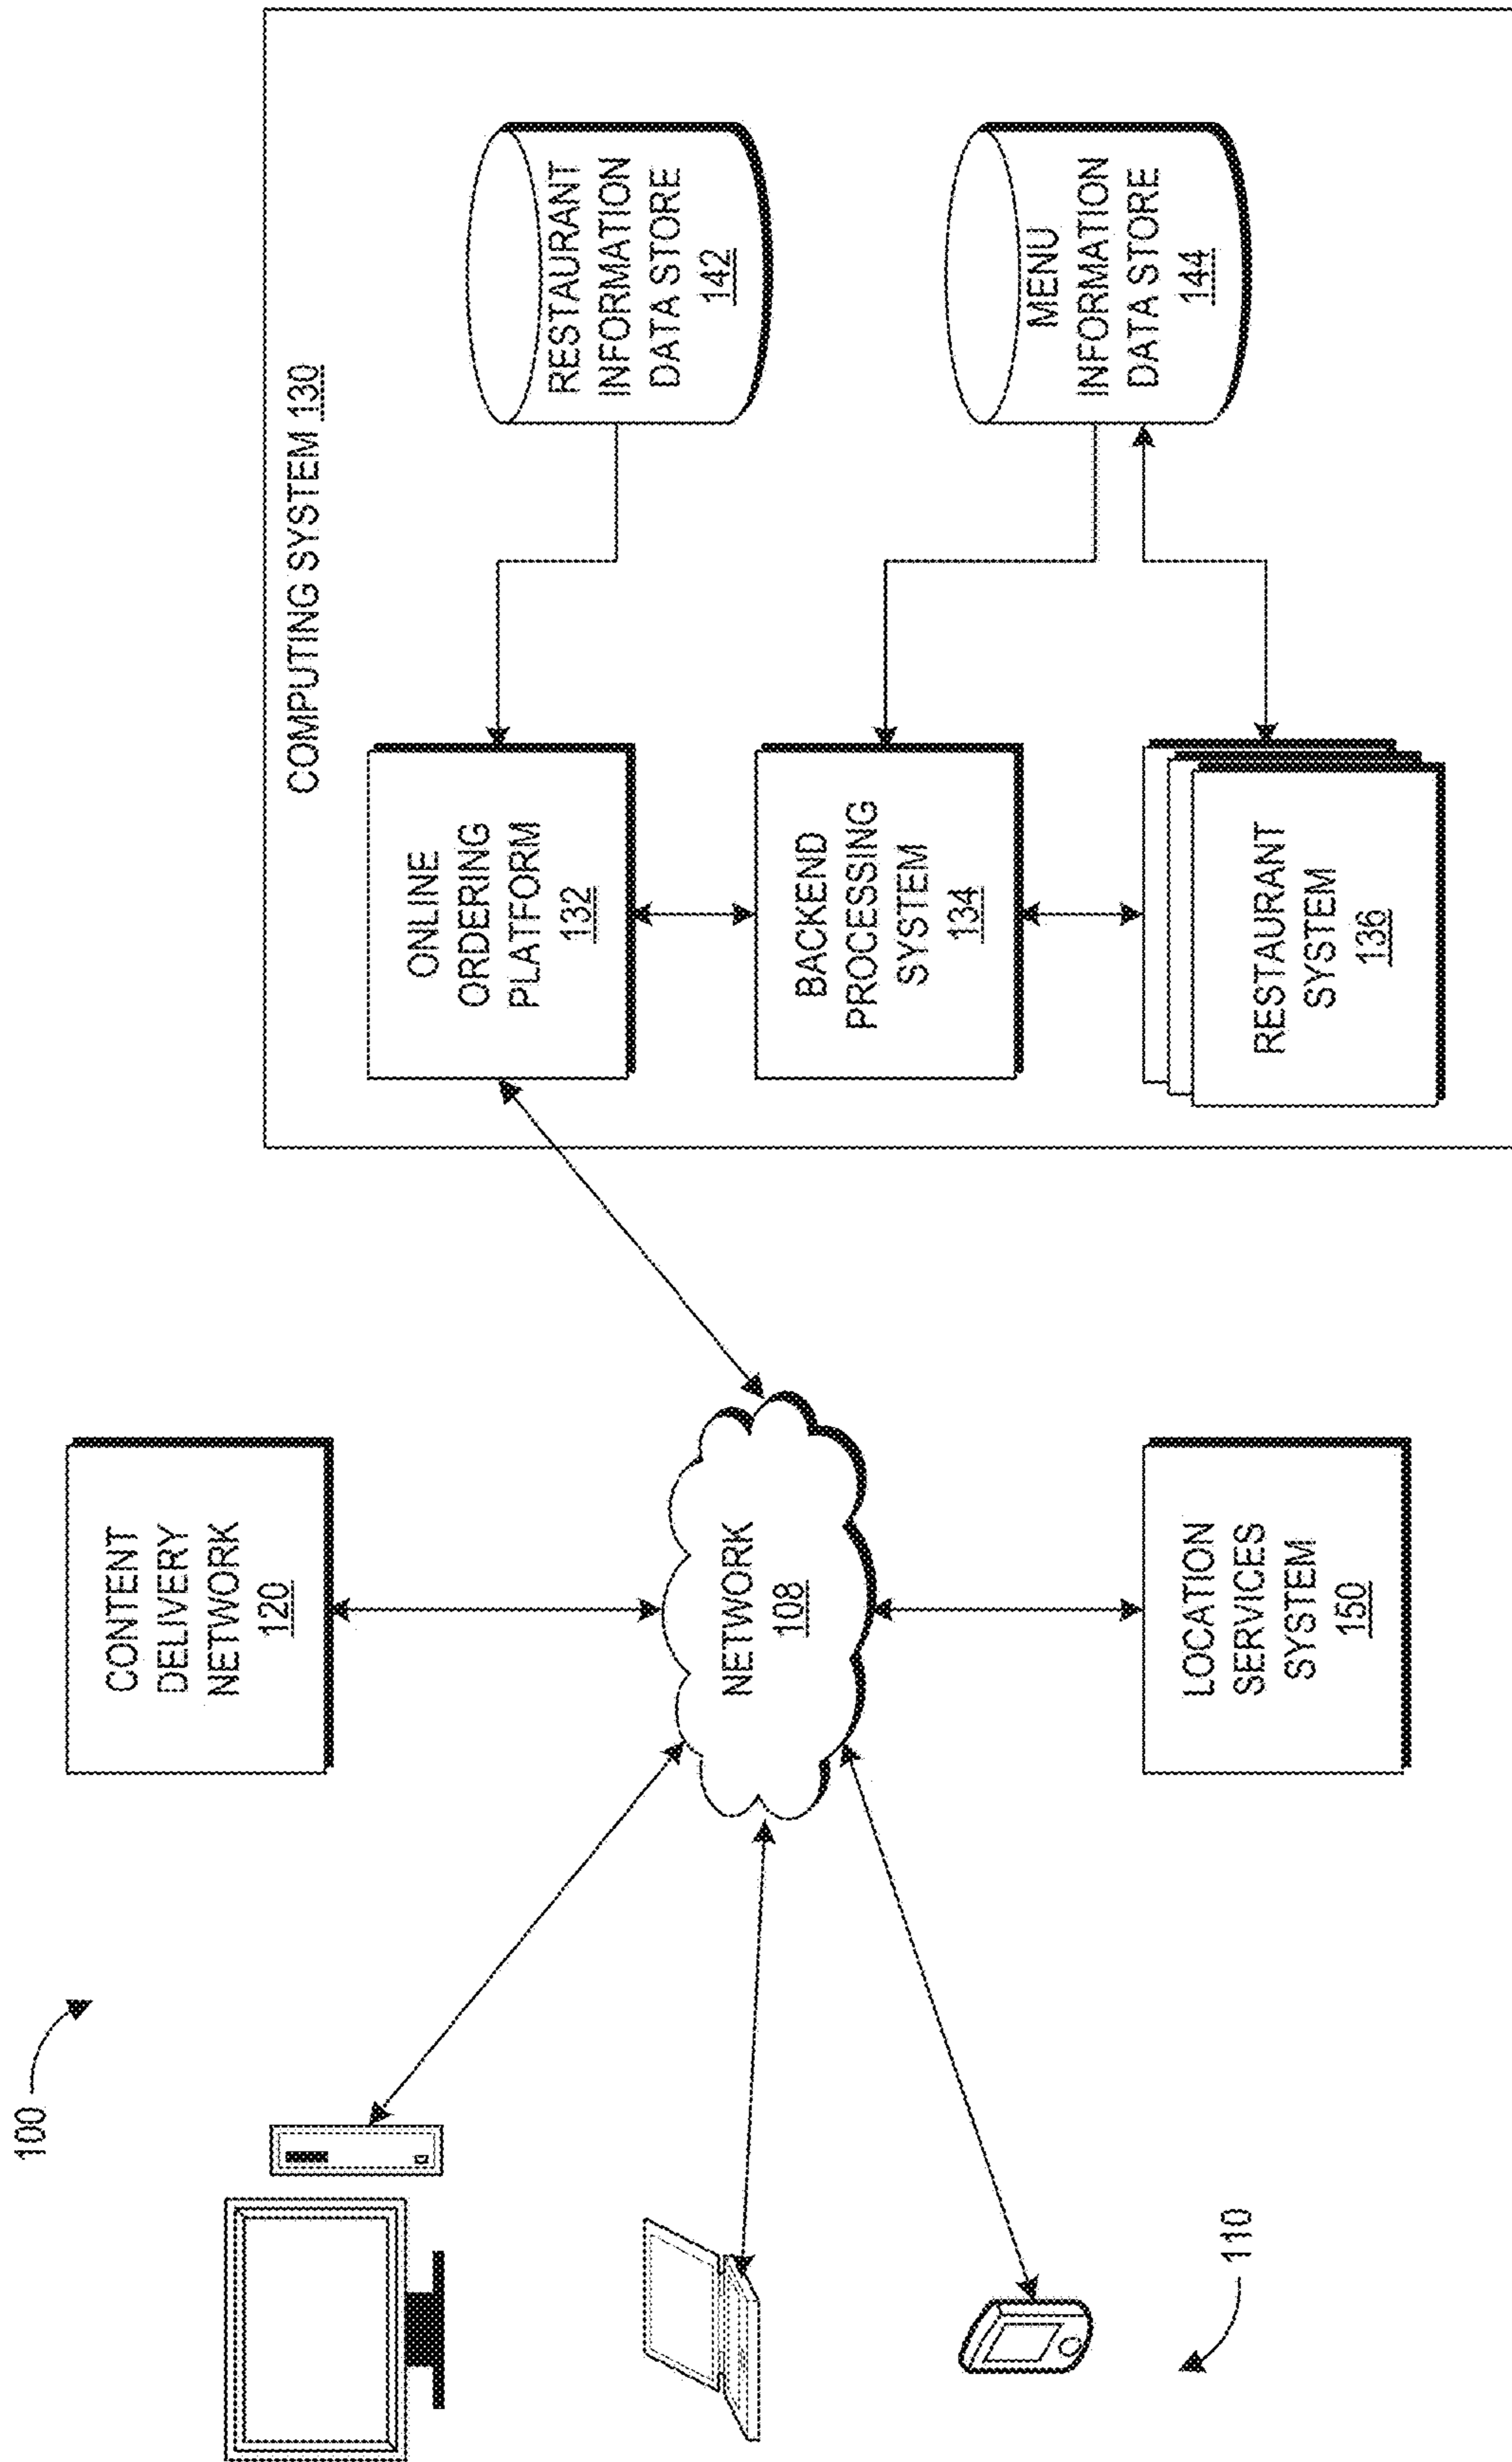 100
CONTENT
DELIVERY
NETWORK
120
COMPUTING SYSTEM 130
ONLINE
ORDERING
PLATFORM
132
RESTAURANT
INFORMATION
DATA STORE
142
NETWORK
108
BACKEND
PROCESSING
SYSTEM
134
MENU
INFORMATION
DATA STORE
144
110
LOCATION
SERVICES
SYSTEM
150
RESTAURANT
SYSTEM
136